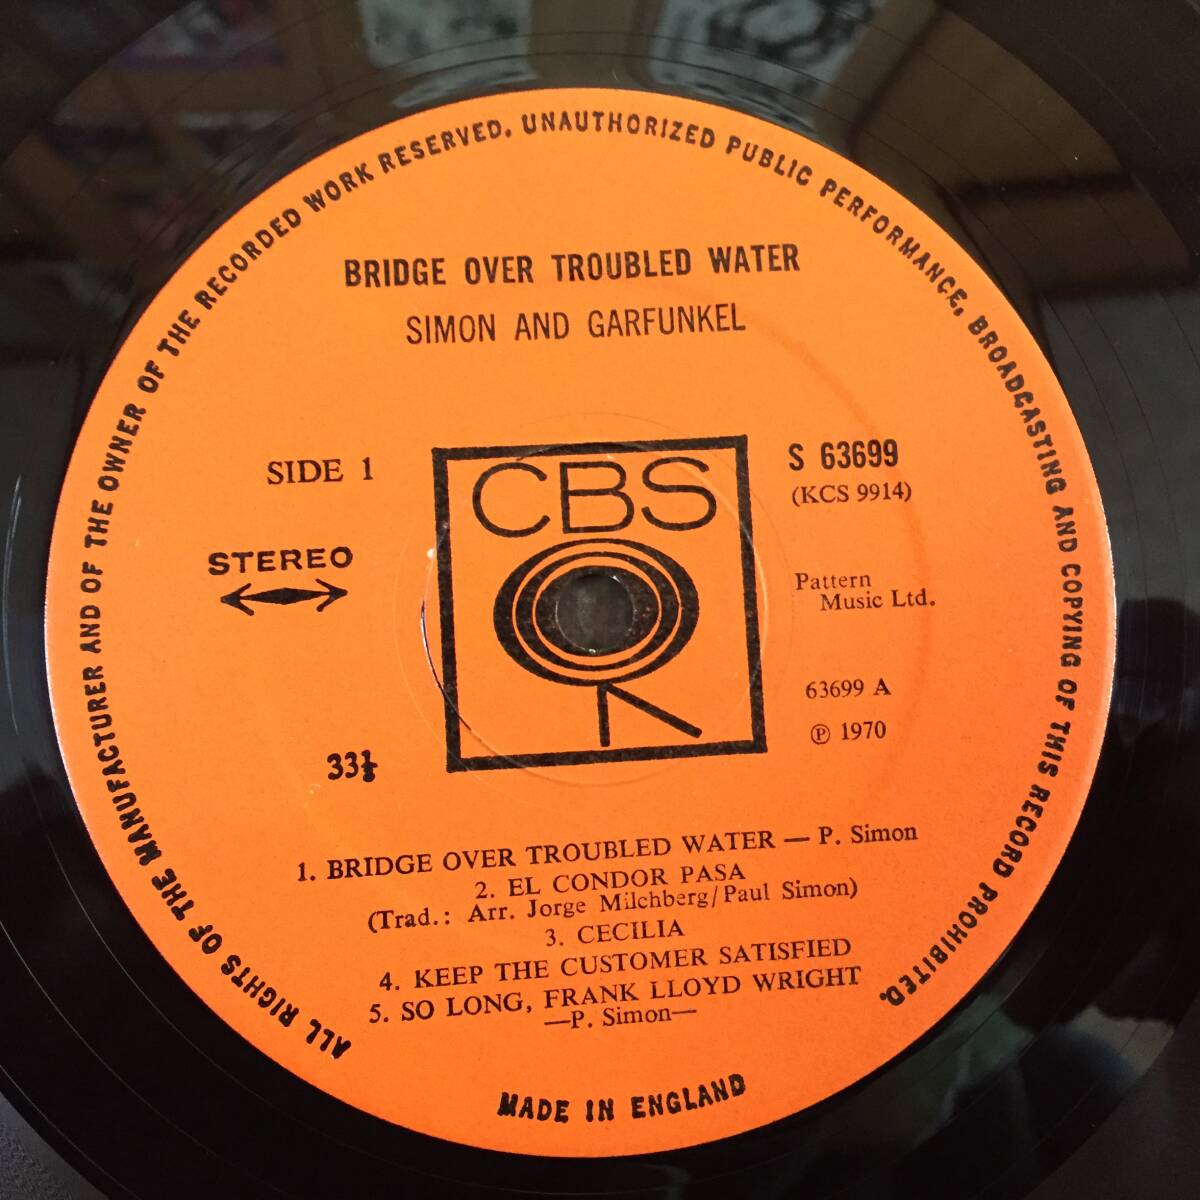 ALL RIGHTS OF THE MANUFACTURER AND OF THE OWNER OF THE RECORDED WORK RESERVED. UNAUTHORIZED PUBLIC PERFORMANCE, BROADCASTING AND COPYING OF THIS RECORD PROHIBITED.
BRIDGE OVER TROUBLED WATER
SIMON AND GARFUNKEL
SIDE 1
CBS
S 63699
(KCS 9914)
STEREO
Pattern
Music Ltd.
63699 A
℗ 1970
33⅓
1. BRIDGE OVER TROUBLED WATER — P. Simon
2. EL CONDOR PASA
(Trad.: Arr. Jorge Milchberg/Paul Simon)
3. CECILIA
4. KEEP THE CUSTOMER SATISFIED
5. SO LONG, FRANK LLOYD WRIGHT
—P. Simon—
MADE IN ENGLAND